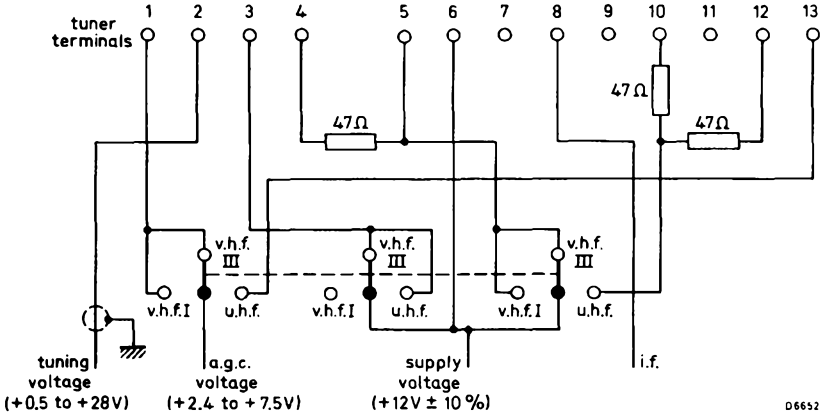 tuner terminals 1 2 3 4 5 6 7 8 9 10 11 12 13
47Ω
47Ω 47Ω
v.h.f. III
v.h.f. III
v.h.f. III
v.h.f. I u.h.f. v.h.f. I u.h.f. v.h.f. I u.h.f.
tuning voltage (+0.5 to +28V)
a.g.c. voltage (+2.4 to +7.5V)
supply voltage (+12V ± 10%)
i.f.
D6652